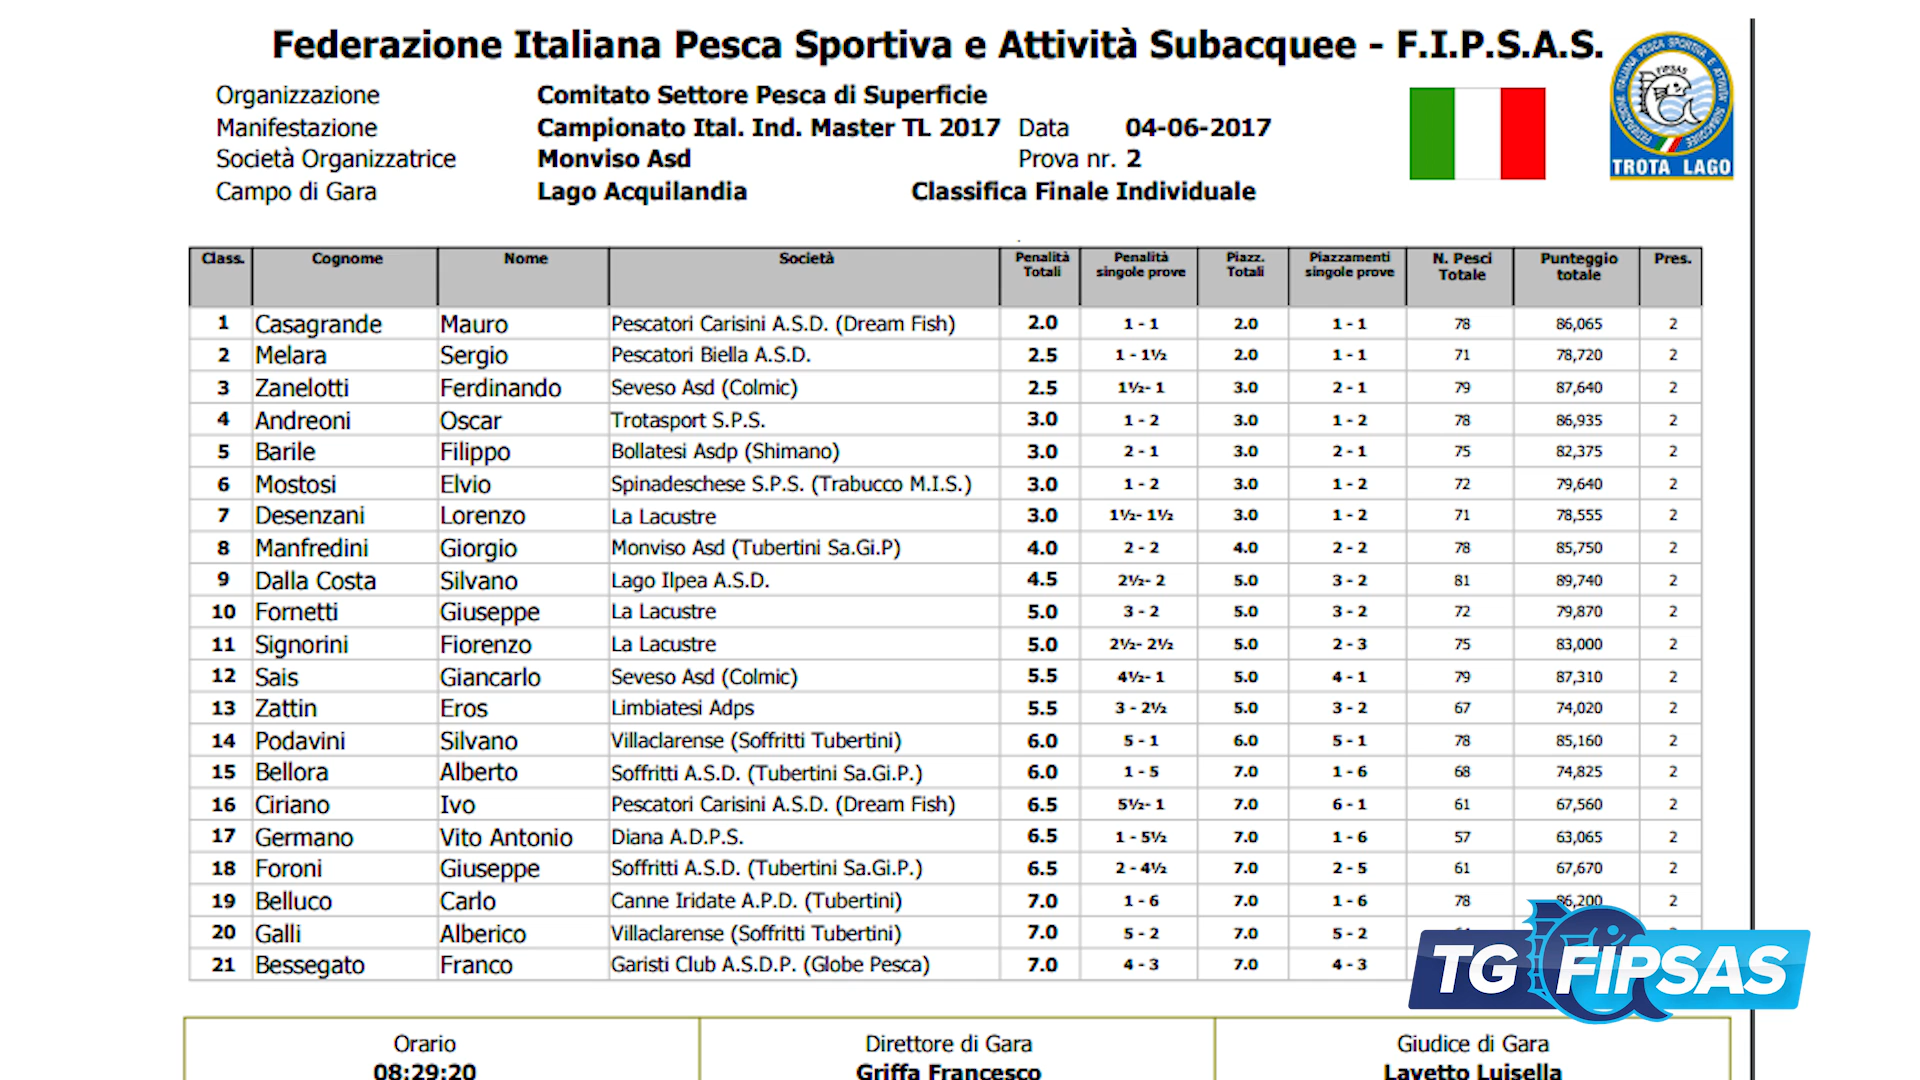 Federazione Italiana Pesca Sportiva e Attività Subacquee - F.I.P.S.A.S.
Organizzazione Comitato Settore Pesca di Superficie
Manifestazione Campionato Ital. Ind. Master TL 2017 Data 04-06-2017
Società Organizzatrice Monviso Asd Prova nr. 2
Campo di Gara Lago Acquilandia Classifica Finale Individuale
FEDERAZIONE ITALIANA PESCA SPORTIVA E ATTIVITA' SUBACQUEE
FIPSAS
TROTA LAGO
Class. Cognome Nome Società Penalità Totali Penalità singole prove Piazz. Totali Piazzamenti singole prove N. Pesci Totale Punteggio totale Pres.
1 Casagrande Mauro Pescatori Carisini A.S.D. (Dream Fish) 2.0 1 - 1 2.0 1 - 1 78 86,065 2
2 Melara Sergio Pescatori Biella A.S.D. 2.5 1 - 1½ 2.0 1 - 1 71 78,720 2
3 Zanelotti Ferdinando Seveso Asd (Colmic) 2.5 1½- 1 3.0 2 - 1 79 87,640 2
4 Andreoni Oscar Trotasport S.P.S. 3.0 1 - 2 3.0 1 - 2 78 86,935 2
5 Barile Filippo Bollatesi Asdp (Shimano) 3.0 2 - 1 3.0 2 - 1 75 82,375 2
6 Mostosi Elvio Spinadeschese S.P.S. (Trabucco M.I.S.) 3.0 1 - 2 3.0 1 - 2 72 79,640 2
7 Desenzani Lorenzo La Lacustre 3.0 1½- 1½ 3.0 1 - 2 71 78,555 2
8 Manfredini Giorgio Monviso Asd (Tubertini Sa.Gi.P) 4.0 2 - 2 4.0 2 - 2 78 85,750 2
9 Dalla Costa Silvano Lago Ilpea A.S.D. 4.5 2½- 2 5.0 3 - 2 81 89,740 2
10 Fornetti Giuseppe La Lacustre 5.0 3 - 2 5.0 3 - 2 72 79,870 2
11 Signorini Fiorenzo La Lacustre 5.0 2½- 2½ 5.0 2 - 3 75 83,000 2
12 Sais Giancarlo Seveso Asd (Colmic) 5.5 4½- 1 5.0 4 - 1 79 87,310 2
13 Zattin Eros Limbiatesi Adps 5.5 3 - 2½ 5.0 3 - 2 67 74,020 2
14 Podavini Silvano Villaclarense (Soffritti Tubertini) 6.0 5 - 1 6.0 5 - 1 78 85,160 2
15 Bellora Alberto Soffritti A.S.D. (Tubertini Sa.Gi.P.) 6.0 1 - 5 7.0 1 - 6 68 74,825 2
16 Ciriano Ivo Pescatori Carisini A.S.D. (Dream Fish) 6.5 5½- 1 7.0 6 - 1 61 67,560 2
17 Germano Vito Antonio Diana A.D.P.S. 6.5 1 - 5½ 7.0 1 - 6 57 63,065 2
18 Foroni Giuseppe Soffritti A.S.D. (Tubertini Sa.Gi.P.) 6.5 2 - 4½ 7.0 2 - 5 61 67,670 2
19 Belluco Carlo Canne Iridate A.P.D. (Tubertini) 7.0 1 - 6 7.0 1 - 6 78 86,200 2
20 Galli Alberico Villaclarense (Soffritti Tubertini) 7.0 5 - 2 7.0 5 - 2
21 Bessegato Franco Garisti Club A.S.D.P. (Globe Pesca) 7.0 4 - 3 7.0 4 - 3
TG FIPSAS
Orario Direttore di Gara Giudice di Gara
08:29:20 Griffa Francesco Lavetto Luisella